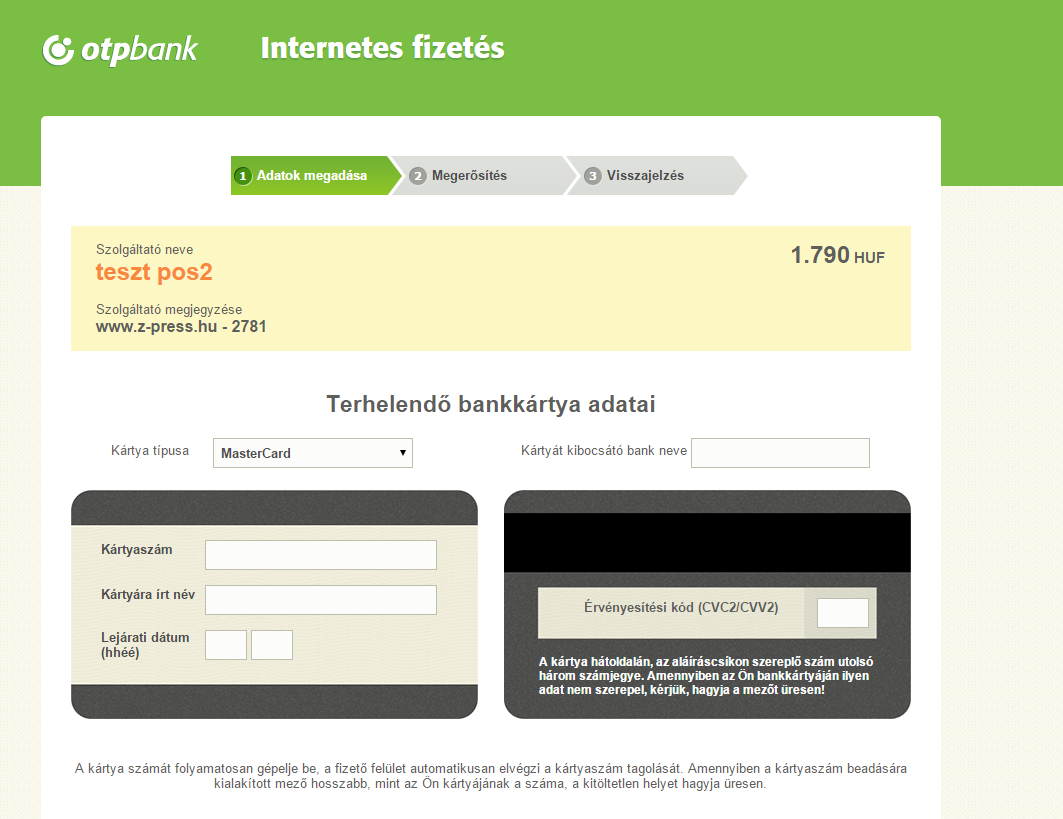 otpbank
Internetes fizetés
1 Adatok megadása
2 Megerősítés
3 Visszajelzés
Szolgáltató neve
teszt pos2
1.790 HUF
Szolgáltató megjegyzése
www.z-press.hu - 2781
Terhelendő bankkártya adatai
Kártya típusa
MasterCard
Kártyát kibocsátó bank neve
Kártyaszám
Kártyára írt név
Lejárati dátum
(hhéé)
Érvényesítési kód (CVC2/CVV2)
A kártya hátoldalán, az aláíráscsíkon szereplő szám utolsó
három számjegye. Amennyiben az Ön bankkártyáján ilyen
adat nem szerepel, kérjük, hagyja a mezőt üresen!
A kártya számát folyamatosan gépelje be, a fizető felület automatikusan elvégzi a kártyaszám tagolását. Amennyiben a kártyaszám beadására
kialakított mező hosszabb, mint az Ön kártyájának a száma, a kitöltetlen helyet hagyja üresen.